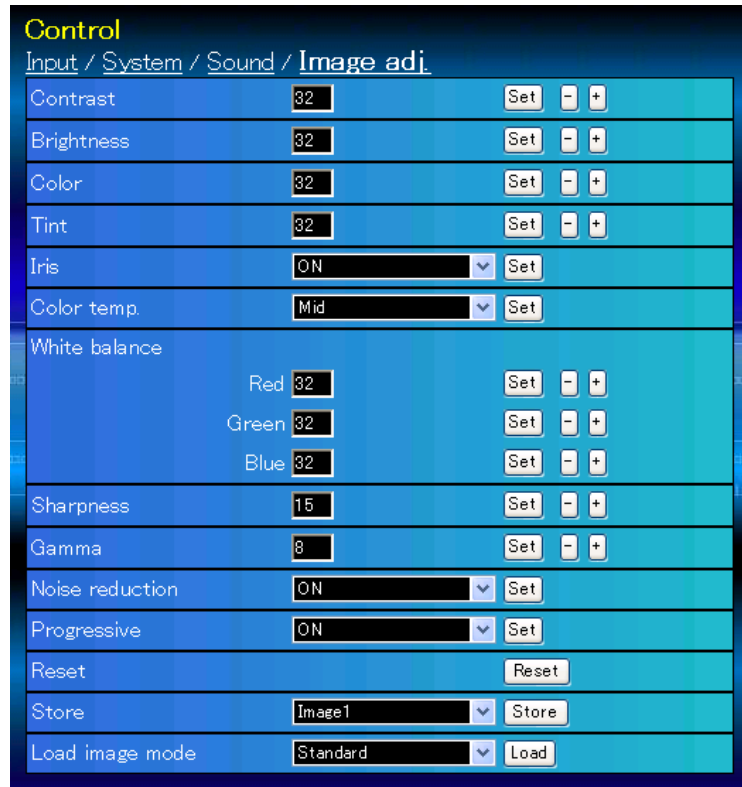 Control
Input / System / Sound / Image adj.
Contrast 32 Set - +
Brightness 32 Set - +
Color 32 Set - +
Tint 32 Set - +
Iris ON Set
Color temp. Mid Set
White balance
Red 32 Set - +
Green 32 Set - +
Blue 32 Set - +
Sharpness 15 Set - +
Gamma 8 Set - +
Noise reduction ON Set
Progressive ON Set
Reset Reset
Store Image1 Store
Load image mode Standard Load